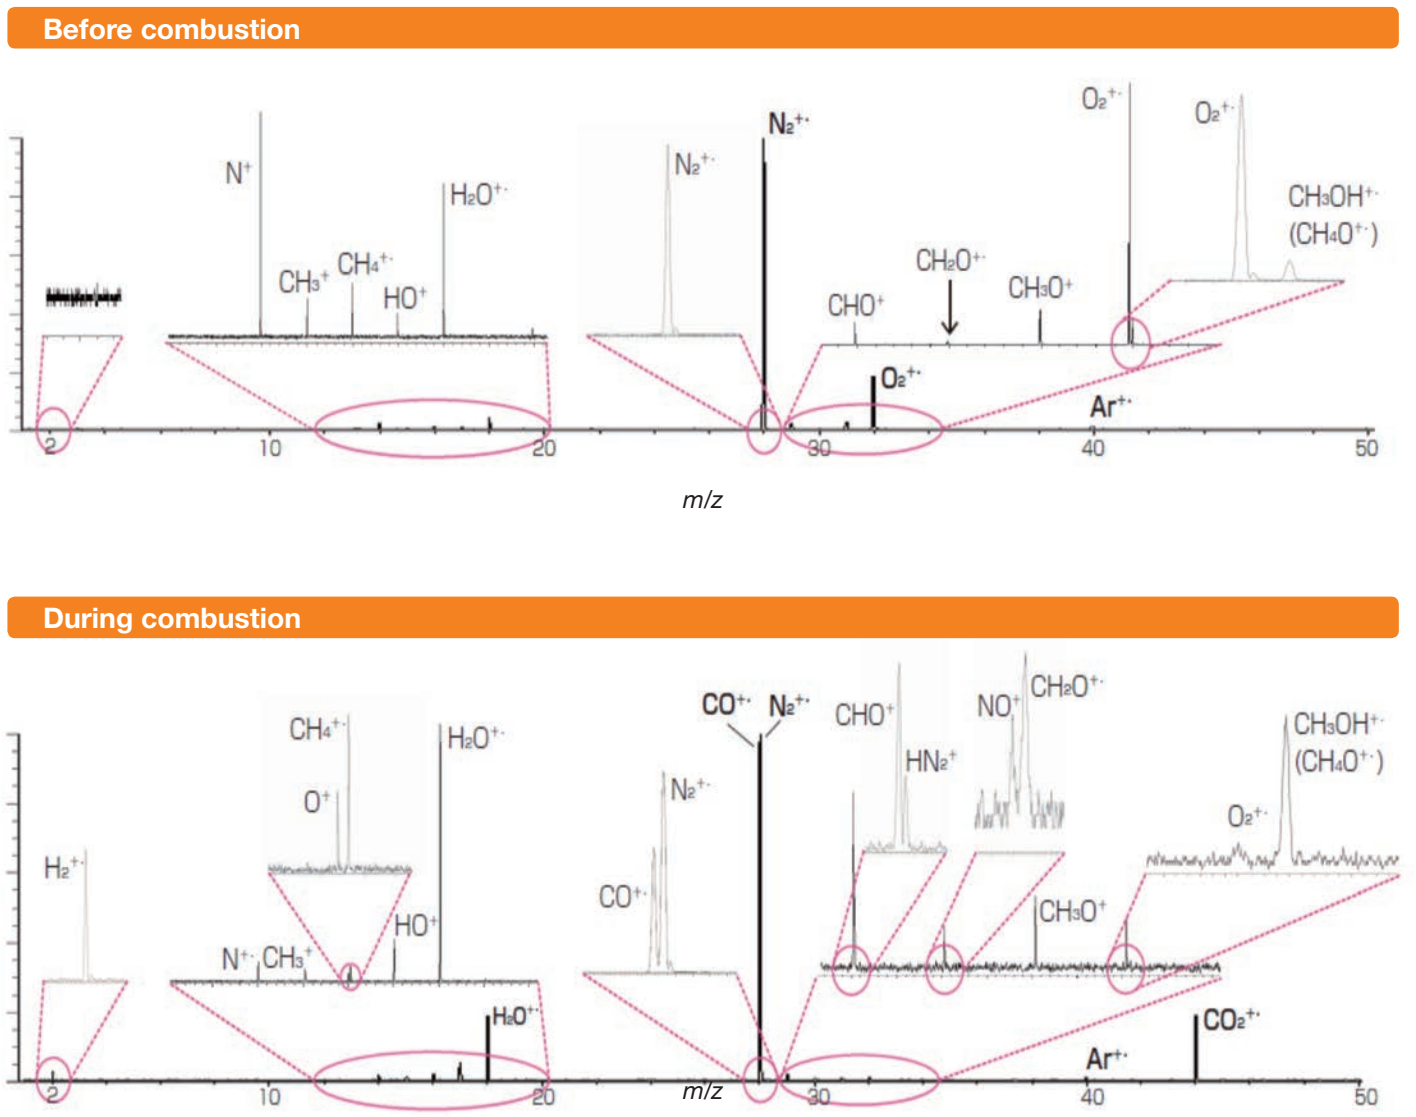 Before combustion
N⁺
CH₃⁺
CH₄⁺·
HO⁺
H₂O⁺·
N₂⁺·
N₂⁺·
CHO⁺
CH₂O⁺·
CH₃O⁺
O₂⁺·
O₂⁺·
CH₃OH⁺·
(CH₄O⁺·)
O₂⁺·
Ar⁺·
2 10 20 30 40 50
m/z
During combustion
H₂⁺·
CH₄⁺·
O⁺
N⁺·
CH₃⁺
HO⁺
H₂O⁺·
CO⁺·
N₂⁺·
CO⁺·
N₂⁺·
CHO⁺
HN₂⁺
NO⁺
CH₂O⁺·
CH₃O⁺
O₂⁺·
CH₃OH⁺·
(CH₄O⁺·)
H₂O⁺·
Ar⁺·
CO₂⁺·
2 10 20 30 40 50
m/z